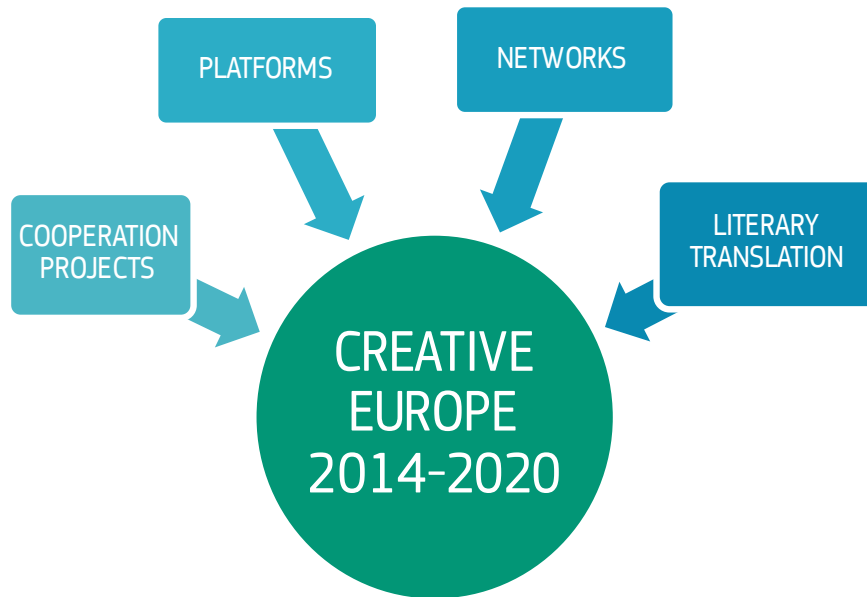 PLATFORMS
NETWORKS
COOPERATION
PROJECTS
LITERARY
TRANSLATION
CREATIVE
EUROPE
2014-2020